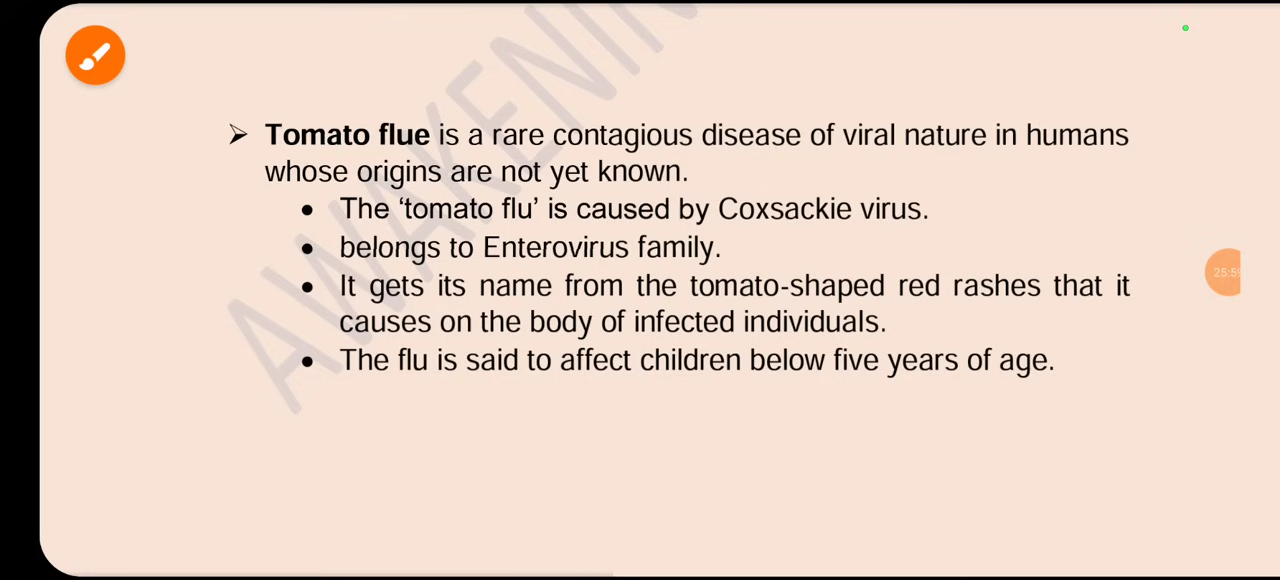 ➢ Tomato flue is a rare contagious disease of viral nature in humans
whose origins are not yet known.
• The ‘tomato flu’ is caused by Coxsackie virus.
• belongs to Enterovirus family.
• It gets its name from the tomato-shaped red rashes that it
causes on the body of infected individuals.
• The flu is said to affect children below five years of age.
25:59